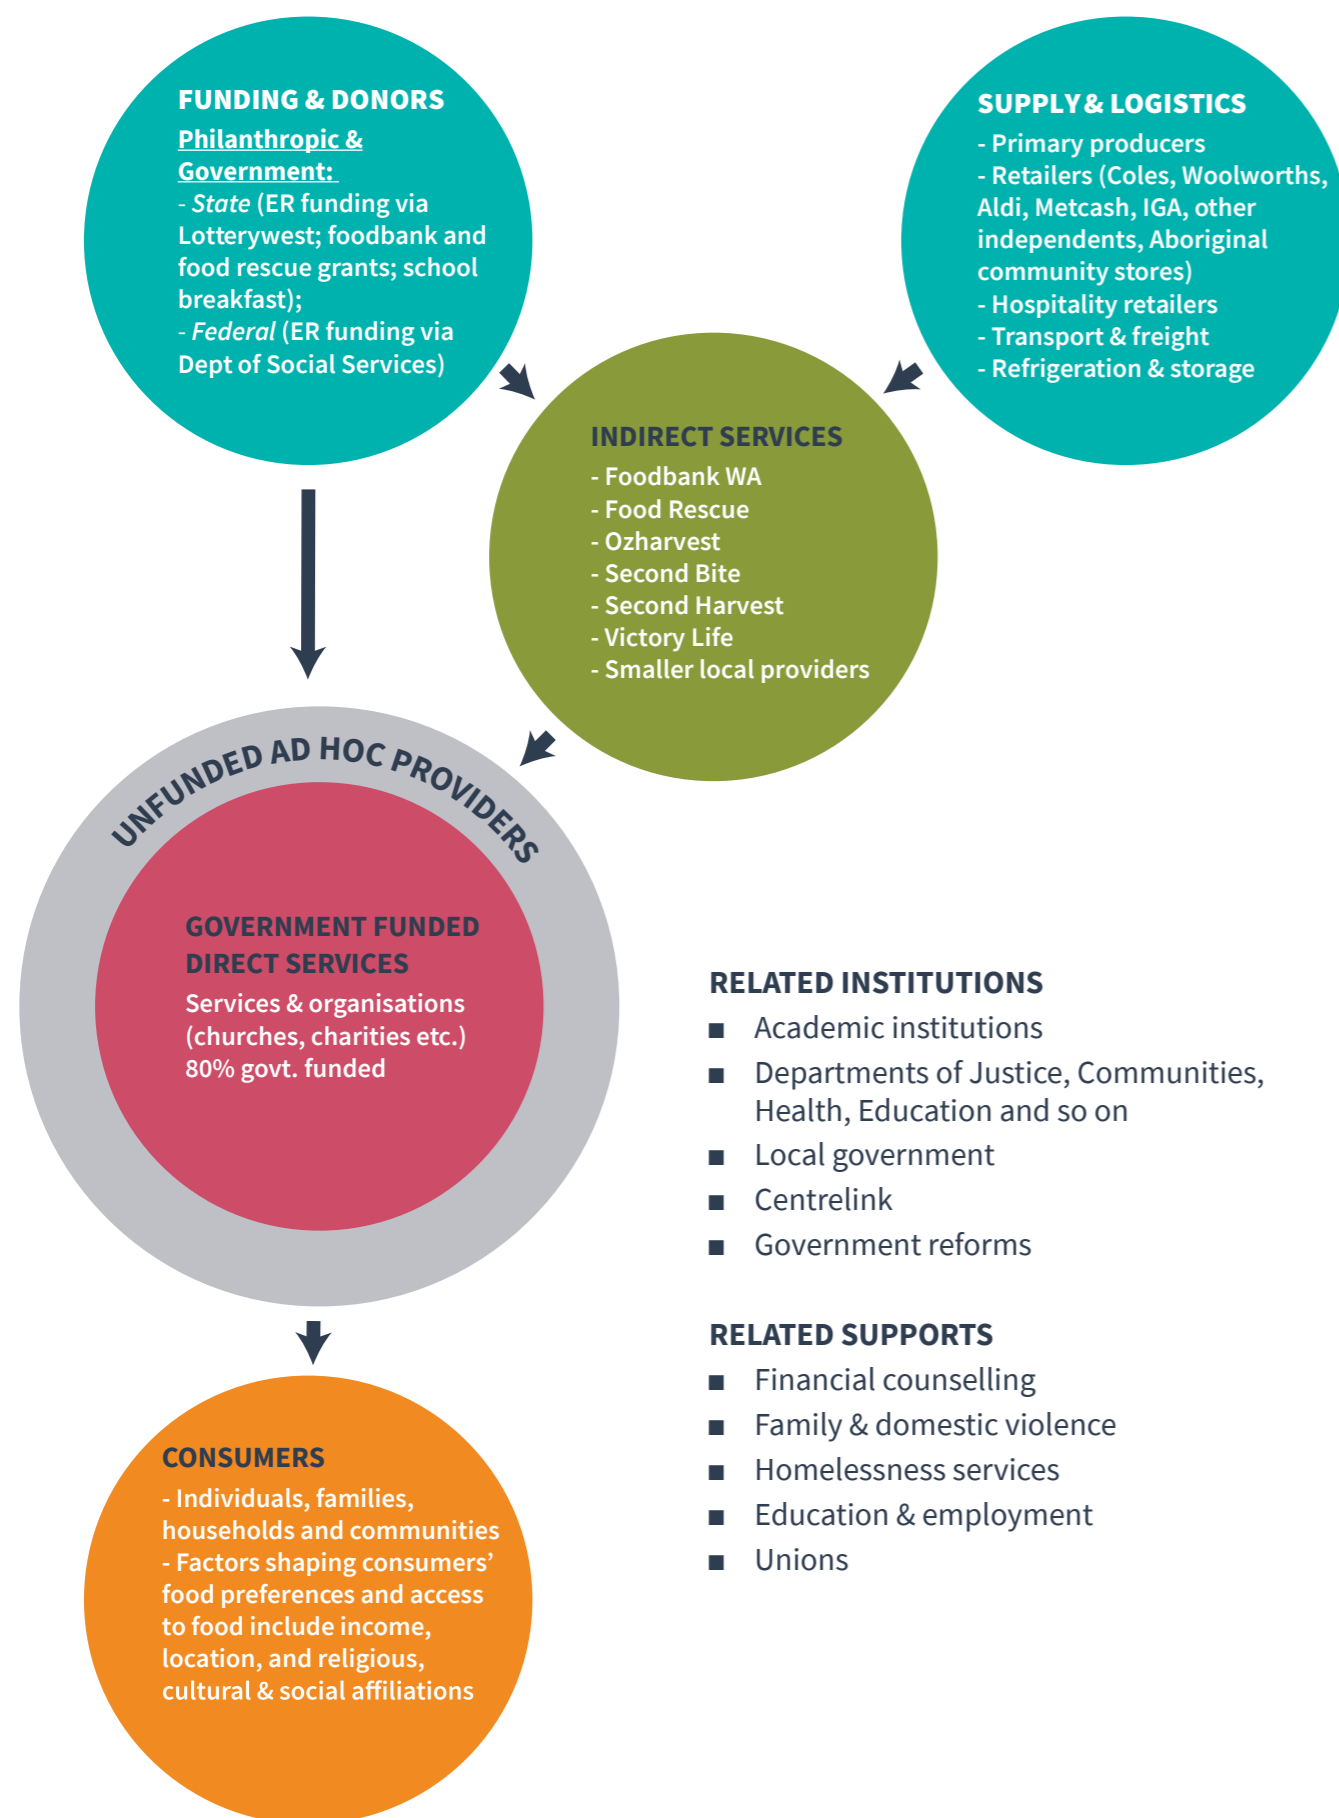 FUNDING & DONORS
Philanthropic &
Government:
- State (ER funding via
Lotterywest; foodbank and
food rescue grants; school
breakfast);
- Federal (ER funding via
Dept of Social Services)
SUPPLY & LOGISTICS
- Primary producers
- Retailers (Coles, Woolworths,
Aldi, Metcash, IGA, other
independents, Aboriginal
community stores)
- Hospitality retailers
- Transport & freight
- Refrigeration & storage
INDIRECT SERVICES
- Foodbank WA
- Food Rescue
- Ozharvest
- Second Bite
- Second Harvest
- Victory Life
- Smaller local providers
UNFUNDED AD HOC PROVIDERS
GOVERNMENT FUNDED
DIRECT SERVICES
Services & organisations
(churches, charities etc.)
80% govt. funded
RELATED INSTITUTIONS
■ Academic institutions
■ Departments of Justice, Communities,
Health, Education and so on
■ Local government
■ Centrelink
■ Government reforms
RELATED SUPPORTS
■ Financial counselling
■ Family & domestic violence
■ Homelessness services
■ Education & employment
■ Unions
CONSUMERS
- Individuals, families,
households and communities
- Factors shaping consumers’
food preferences and access
to food include income,
location, and religious,
cultural & social affiliations